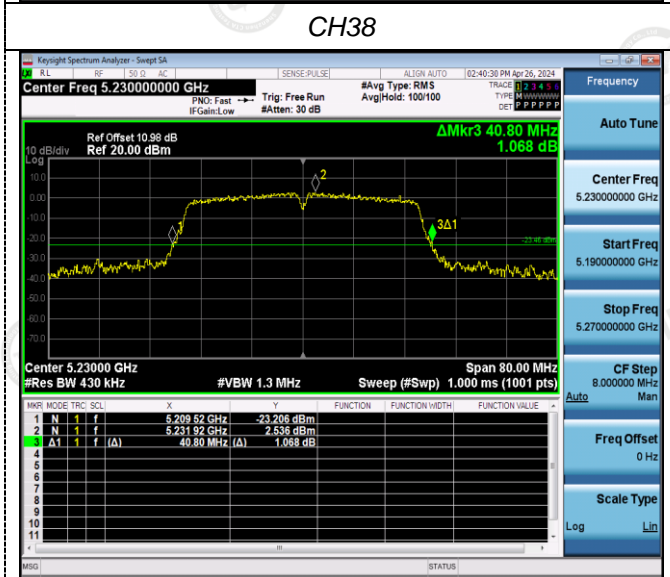 CH38
Keysight Spectrum Analyzer - Swept SA
RL RF 50 Ω AC SENSE:PULSE ALIGN AUTO 02:40:30 PM Apr 26, 2024
Center Freq 5.230000000 GHz #Avg Type: RMS TRACE 1 2 3 4 5 6
PNO: Fast Trig: Free Run Avg|Hold: 100/100 TYPE M WWWWW
IFGain:Low #Atten: 30 dB DET P P P P P P
Ref Offset 10.98 dB ΔMkr3 40.80 MHz
10 dB/div Ref 20.00 dBm 1.068 dB
Log
10.0
2
0.00
-10.0
1 3Δ1
-20.0
-23.46 dBm
-30.0
-40.0
-50.0
-60.0
-70.0
Center 5.23000 GHz Span 80.00 MHz
#Res BW 430 kHz #VBW 1.3 MHz Sweep (#Swp) 1.000 ms (1001 pts)
MKR MODE TRC SCL X Y FUNCTION FUNCTION WIDTH FUNCTION VALUE
1 N 1 f 5.209 52 GHz -23.206 dBm
2 N 1 f 5.231 92 GHz 2.536 dBm
3 Δ1 1 f (Δ) 40.80 MHz (Δ) 1.068 dB
4
5
6
7
8
9
10
11
MSG STATUS
Frequency
Auto Tune
Center Freq
5.230000000 GHz
Start Freq
5.190000000 GHz
Stop Freq
5.270000000 GHz
CF Step
8.000000 MHz
Auto Man
Freq Offset
0 Hz
Scale Type
Log Lin